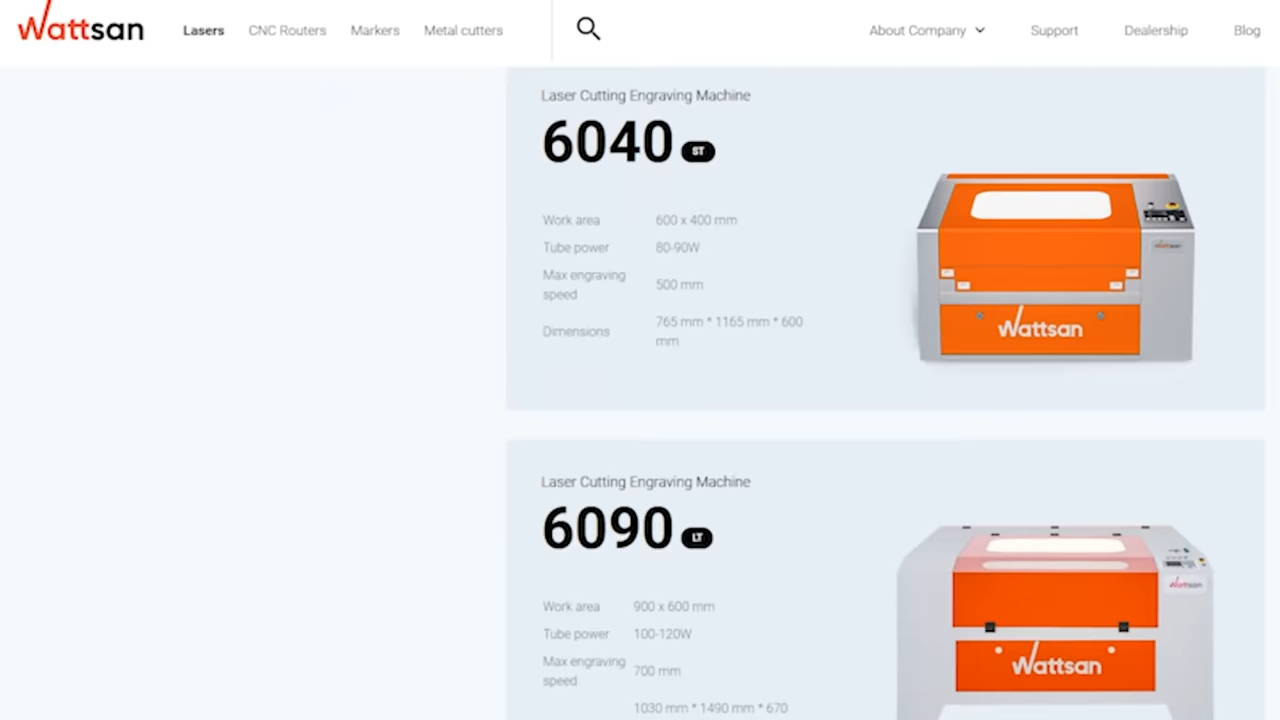 Wattsan
Lasers CNC Routers Markers Metal cutters About Company Support Dealership Blog
Laser Cutting Engraving Machine
6040 ST
Work area 600 x 400 mm
Tube power 80-90W
Max engraving speed 500 mm
Dimensions 765 mm * 1165 mm * 600 mm
Wattsan
Wattsan
Laser Cutting Engraving Machine
6090 LT
Work area 900 x 600 mm
Tube power 100-120W
Max engraving speed 700 mm
1030 mm * 1490 mm * 670
Wattsan
Wattsan